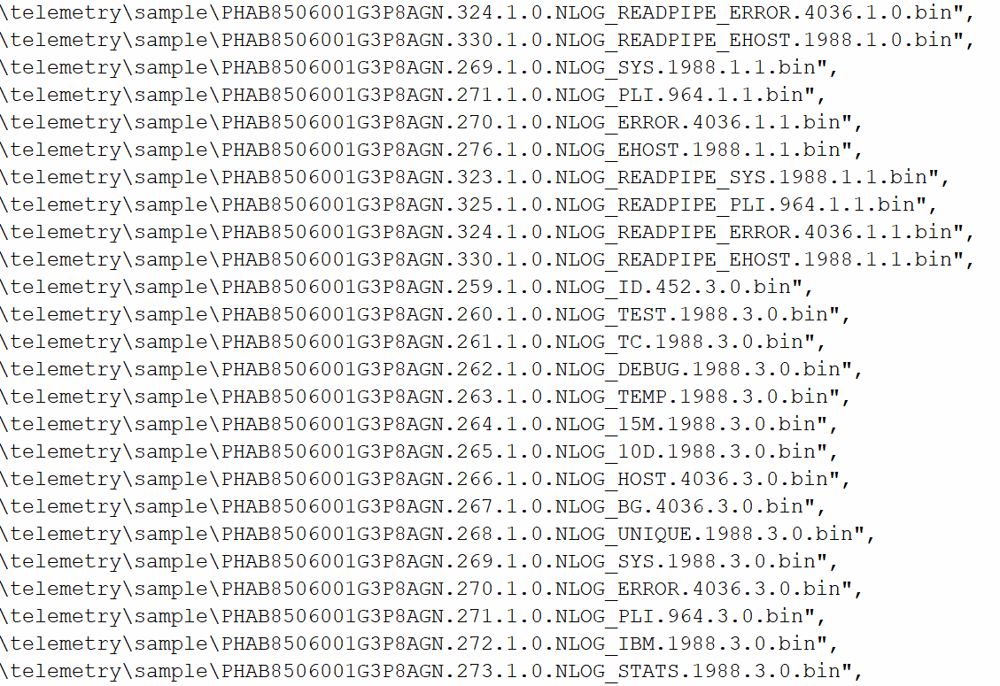 \telemetry\sample\PHAB8506001G3P8AGN.324.1.0.NLOG_READPIPE_ERROR.4036.1.0.bin",
\telemetry\sample\PHAB8506001G3P8AGN.330.1.0.NLOG_READPIPE_EHOST.1988.1.0.bin",
\telemetry\sample\PHAB8506001G3P8AGN.269.1.0.NLOG_SYS.1988.1.1.bin",
\telemetry\sample\PHAB8506001G3P8AGN.271.1.0.NLOG_PLI.964.1.1.bin",
\telemetry\sample\PHAB8506001G3P8AGN.270.1.0.NLOG_ERROR.4036.1.1.bin",
\telemetry\sample\PHAB8506001G3P8AGN.276.1.0.NLOG_EHOST.1988.1.1.bin",
\telemetry\sample\PHAB8506001G3P8AGN.323.1.0.NLOG_READPIPE_SYS.1988.1.1.bin",
\telemetry\sample\PHAB8506001G3P8AGN.325.1.0.NLOG_READPIPE_PLI.964.1.1.bin",
\telemetry\sample\PHAB8506001G3P8AGN.324.1.0.NLOG_READPIPE_ERROR.4036.1.1.bin",
\telemetry\sample\PHAB8506001G3P8AGN.330.1.0.NLOG_READPIPE_EHOST.1988.1.1.bin",
\telemetry\sample\PHAB8506001G3P8AGN.259.1.0.NLOG_ID.452.3.0.bin",
\telemetry\sample\PHAB8506001G3P8AGN.260.1.0.NLOG_TEST.1988.3.0.bin",
\telemetry\sample\PHAB8506001G3P8AGN.261.1.0.NLOG_TC.1988.3.0.bin",
\telemetry\sample\PHAB8506001G3P8AGN.262.1.0.NLOG_DEBUG.1988.3.0.bin",
\telemetry\sample\PHAB8506001G3P8AGN.263.1.0.NLOG_TEMP.1988.3.0.bin",
\telemetry\sample\PHAB8506001G3P8AGN.264.1.0.NLOG_15M.1988.3.0.bin",
\telemetry\sample\PHAB8506001G3P8AGN.265.1.0.NLOG_10D.1988.3.0.bin",
\telemetry\sample\PHAB8506001G3P8AGN.266.1.0.NLOG_HOST.4036.3.0.bin",
\telemetry\sample\PHAB8506001G3P8AGN.267.1.0.NLOG_BG.4036.3.0.bin",
\telemetry\sample\PHAB8506001G3P8AGN.268.1.0.NLOG_UNIQUE.1988.3.0.bin",
\telemetry\sample\PHAB8506001G3P8AGN.269.1.0.NLOG_SYS.1988.3.0.bin",
\telemetry\sample\PHAB8506001G3P8AGN.270.1.0.NLOG_ERROR.4036.3.0.bin",
\telemetry\sample\PHAB8506001G3P8AGN.271.1.0.NLOG_PLI.964.3.0.bin",
\telemetry\sample\PHAB8506001G3P8AGN.272.1.0.NLOG_IBM.1988.3.0.bin",
\telemetry\sample\PHAB8506001G3P8AGN.273.1.0.NLOG_STATS.1988.3.0.bin",